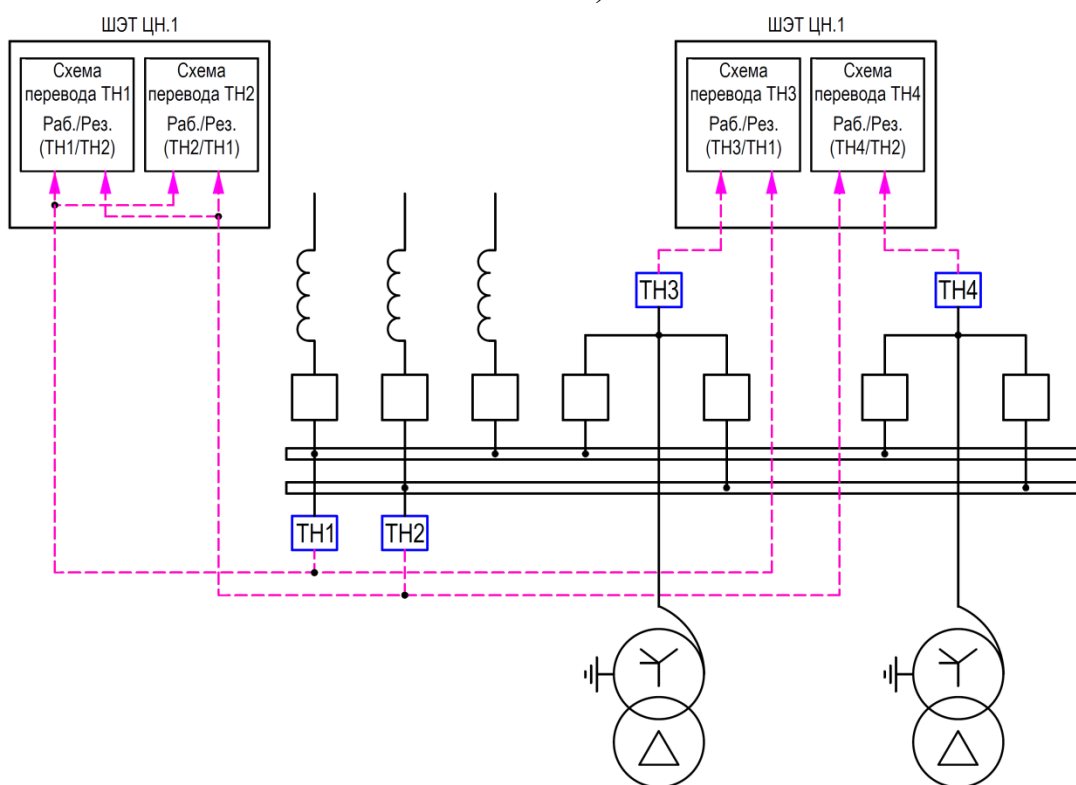 )
ШЭТ ЦН.1
Схема
перевода ТН1
Раб./Рез.
(ТН1/ТН2)
Схема
перевода ТН2
Раб./Рез.
(ТН2/ТН1)
ШЭТ ЦН.1
Схема
перевода ТН3
Раб./Рез.
(ТН3/ТН1)
Схема
перевода ТН4
Раб./Рез.
(ТН4/ТН2)
ТН3
ТН4
ТН1
ТН2